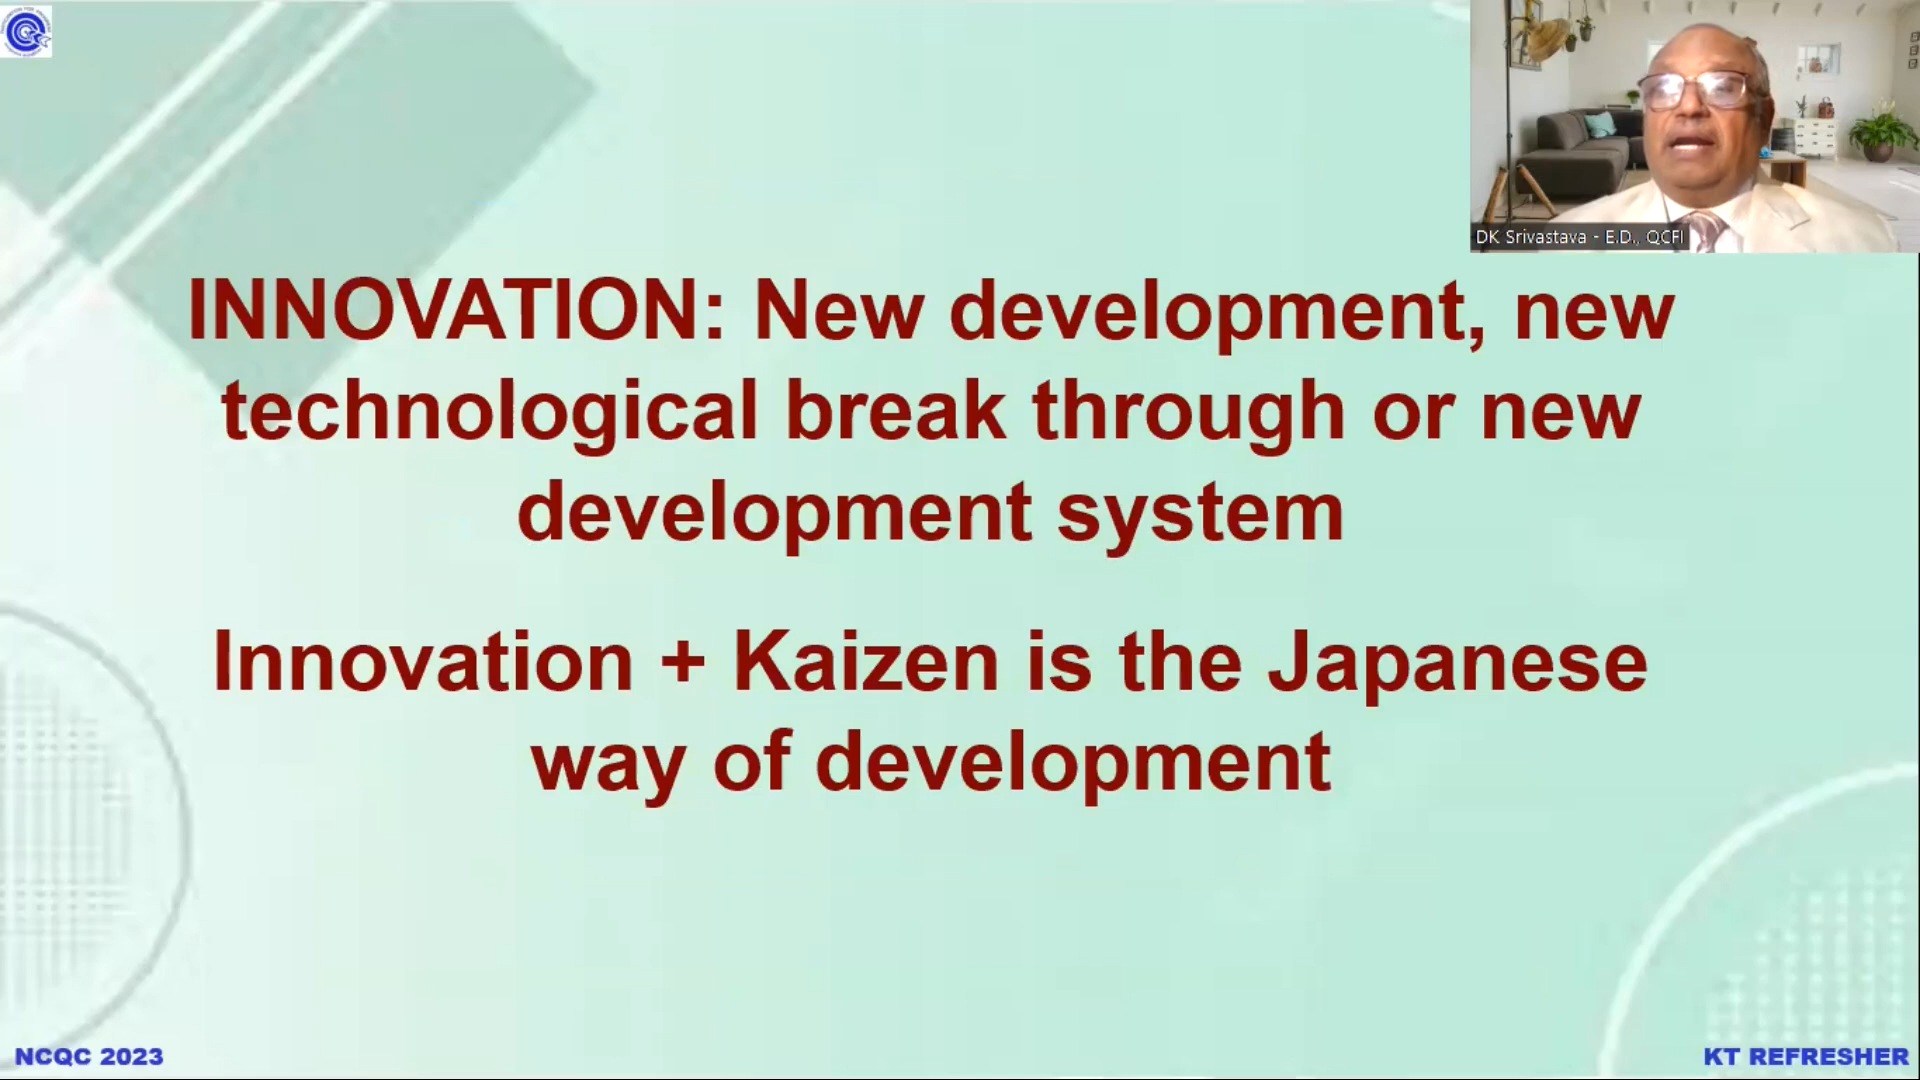 DK Srivastava - E.D., QCFI
INNOVATION: New development, new
technological break through or new
development system
Innovation + Kaizen is the Japanese
way of development
NCQC 2023
KT REFRESHER